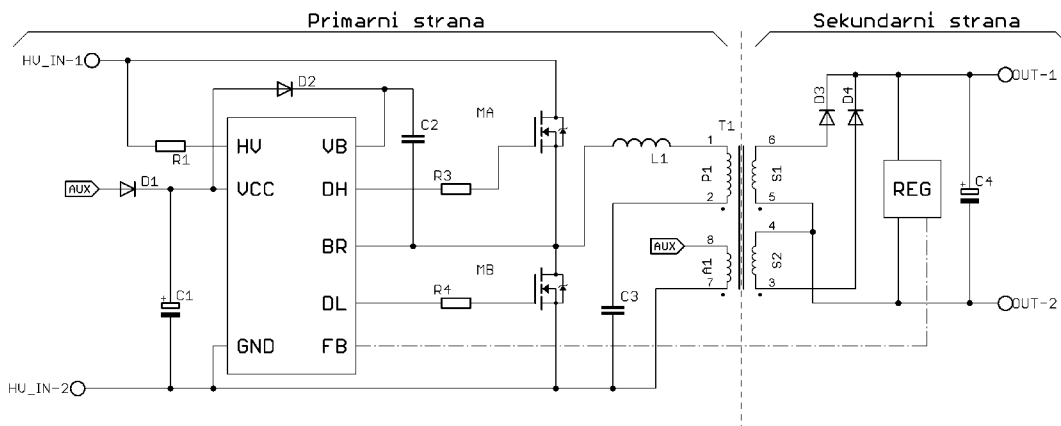 Primarni strana
Sekundarni strana
HV_IN-1
D2
MA
C2
T1
D3
D4
OUT-1
R1
HV
VB
L1
1
P1
2
6
S1
5
AUX
D1
VCC
DH
R3
REG
C4
+
BR
MB
AUX
8
A1
7
4
S2
3
C1
+
DL
R4
C3
OUT-2
GND
FB
HV_IN-2